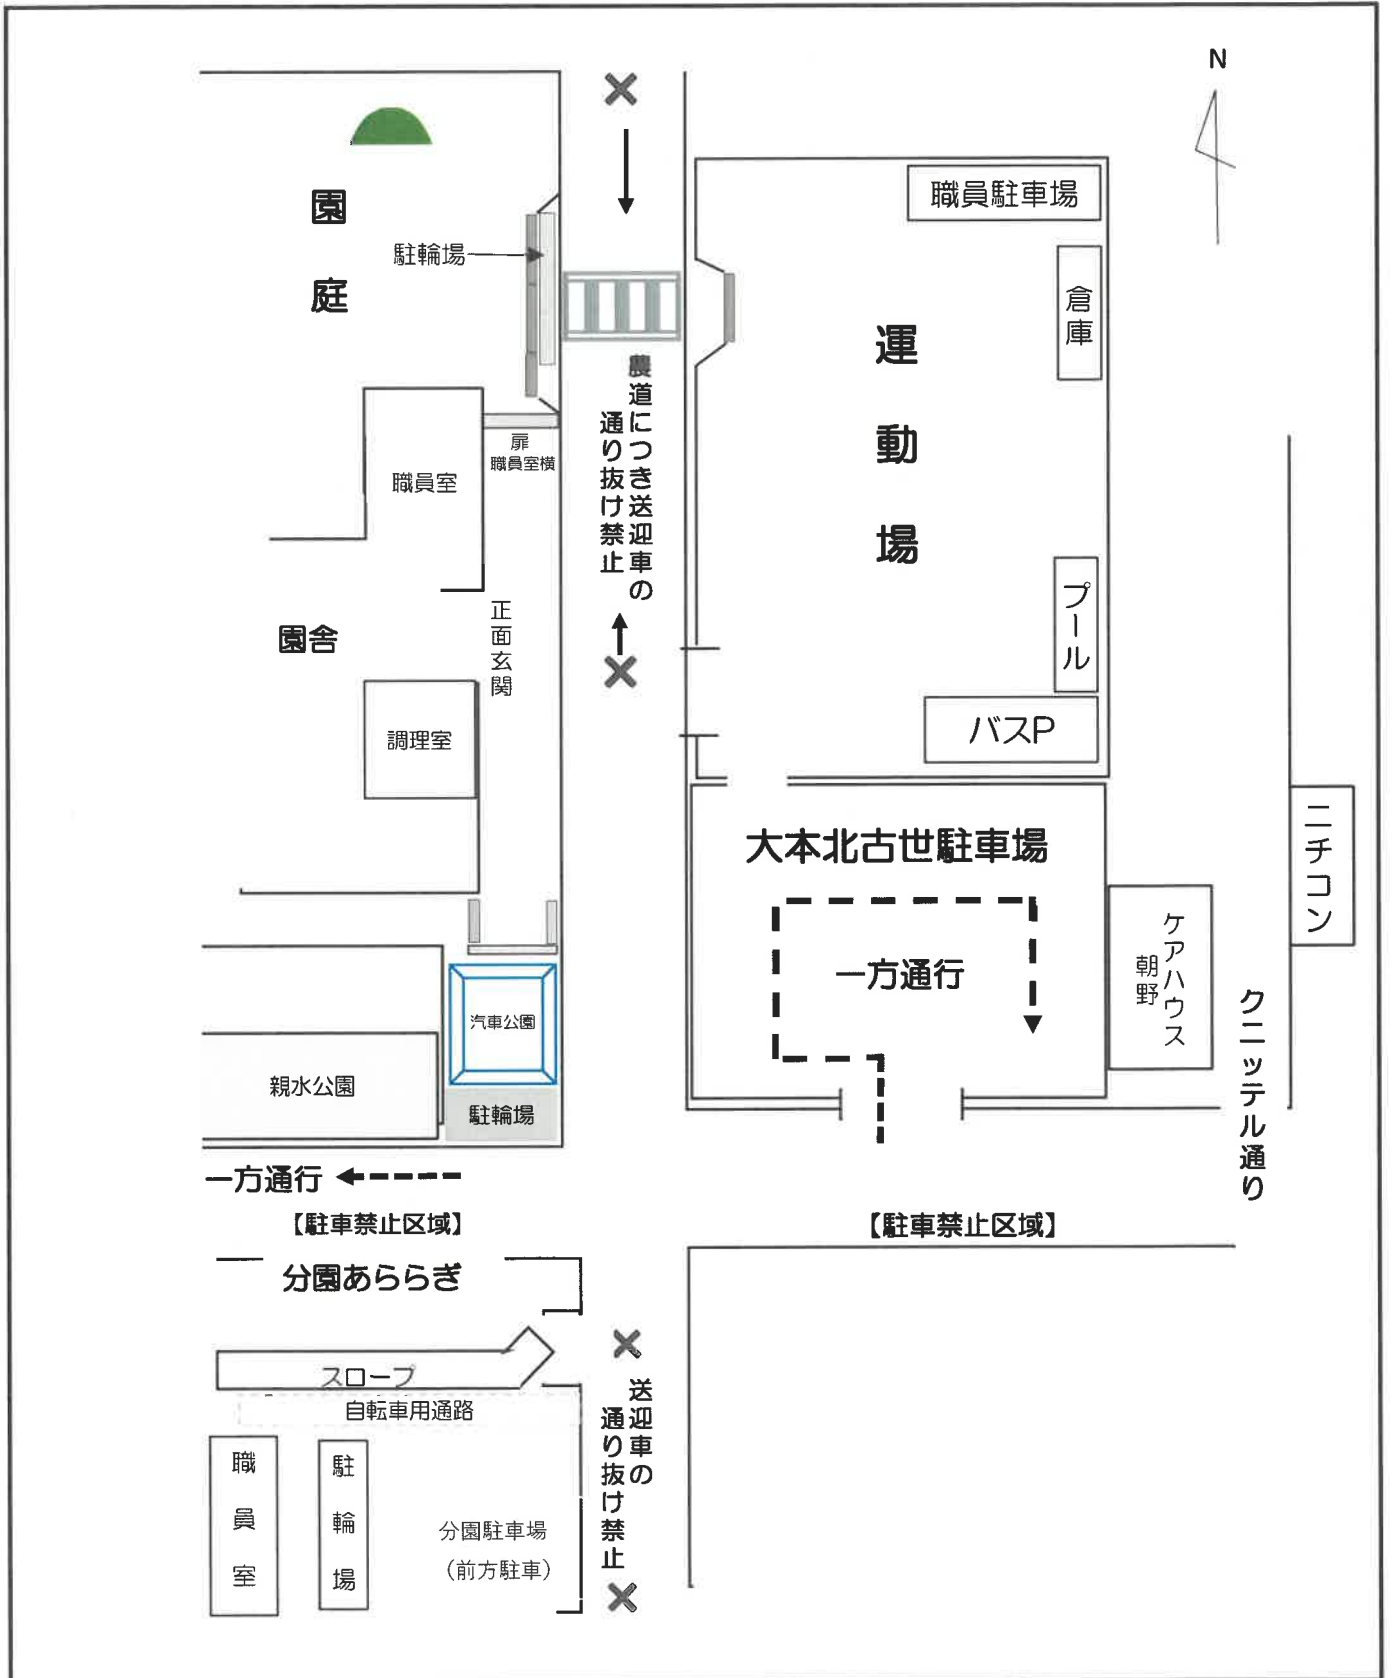 N
園庭
駐輪場
職員駐車場
倉庫
運動場
農道につき送迎車の
通り抜け禁止
扉
職員室横
職員室
正面玄関
園舎
プール
調理室
バスP
大本北古世駐車場
ニチコン
一方通行
ケアハウス
朝野
クニッテル通り
汽車公園
親水公園
駐輪場
一方通行
【駐車禁止区域】
【駐車禁止区域】
分園あららぎ
スロープ
自転車用通路
送迎車の
通り抜け禁止
職員室
駐輪場
分園駐車場
（前方駐車）